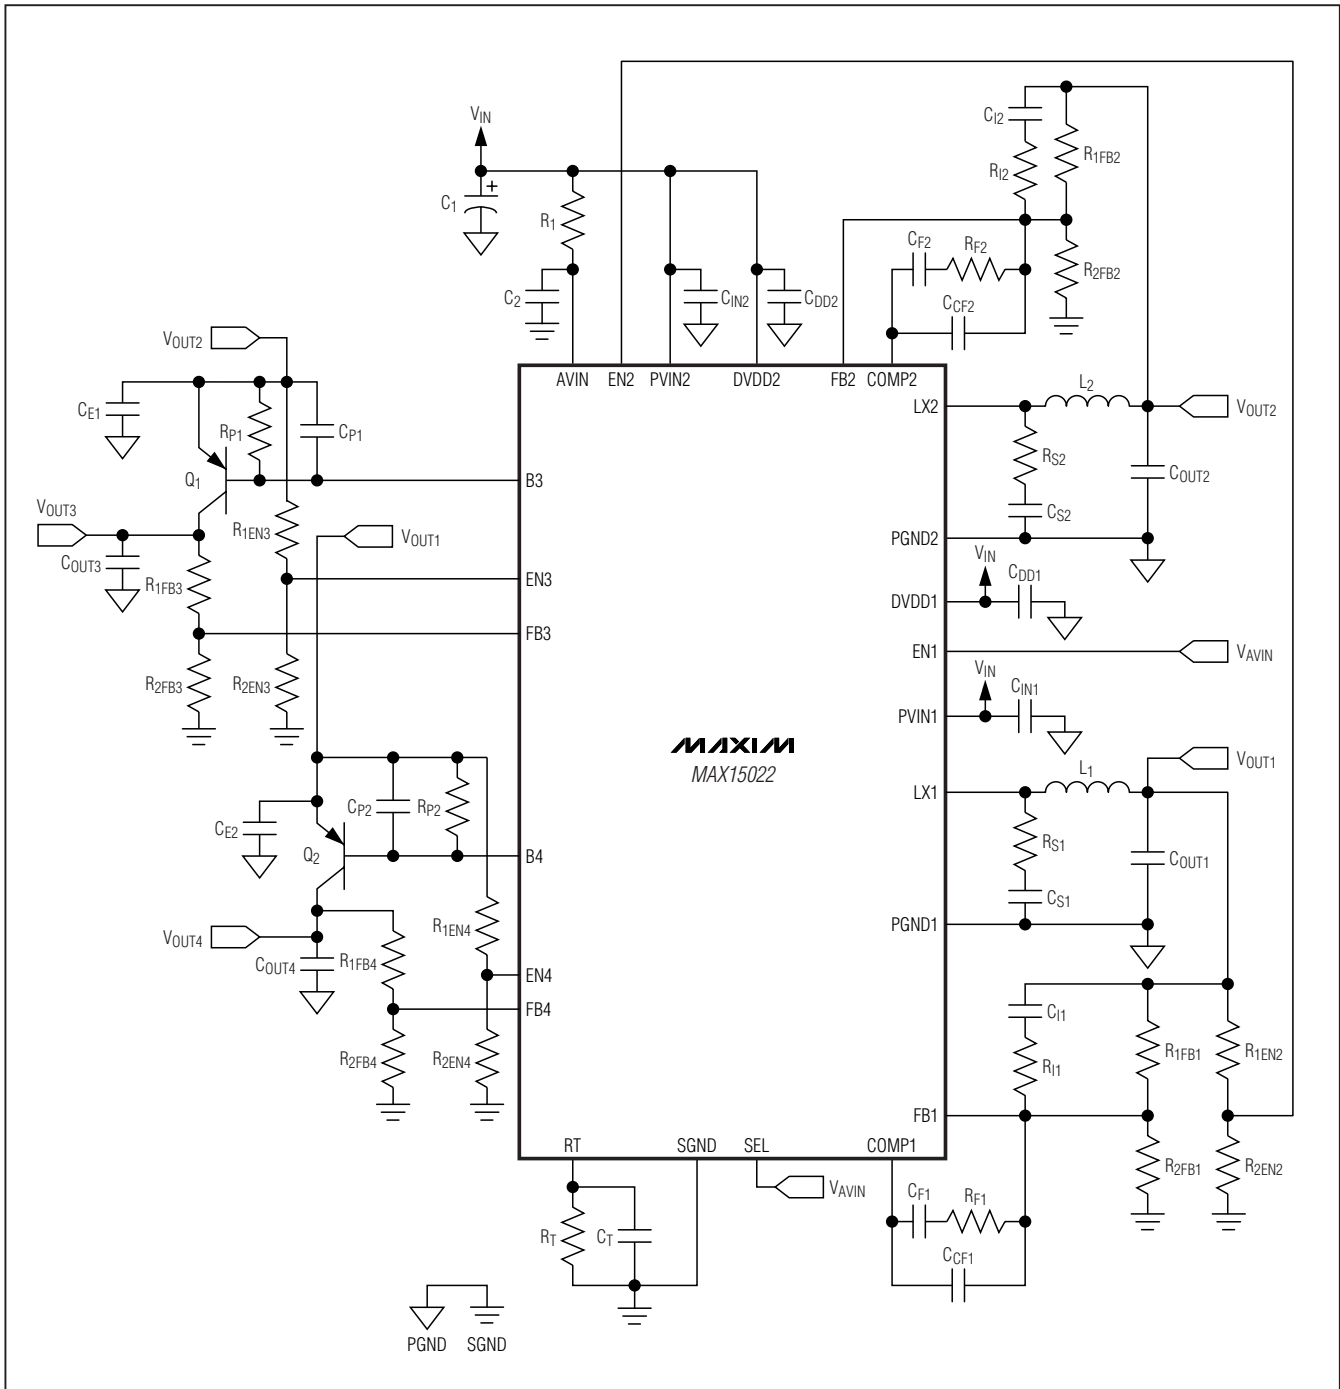 VIN
C1
+
R1
C2
CIN2
CDD2
CI2
RI2
R1FB2
CF2
RF2
R2FB2
CCF2
VOUT2
CE1
RP1
CP1
Q1
VOUT3
COUT3
R1EN3
R1FB3
VOUT1
R2FB3
R2EN3
AVIN EN2 PVIN2 DVDD2 FB2 COMP2
LX2
L2
VOUT2
RS2
COUT2
CS2
PGND2
VIN
CDD1
DVDD1
EN1
VAVIN
VIN
CIN1
PVIN1
B3
EN3
FB3
MAXIM
MAX15022
CP2
RP2
CE2
Q2
B4
VOUT4
COUT4
R1FB4
R1EN4
EN4
FB4
R2FB4
R2EN4
LX1
L1
VOUT1
RS1
COUT1
CS1
PGND1
CI1
RI1
R1FB1
R1EN2
FB1
R2FB1
R2EN2
RT SGND SEL COMP1
VAVIN
RT
CT
CF1
RF1
CCF1
PGND SGND